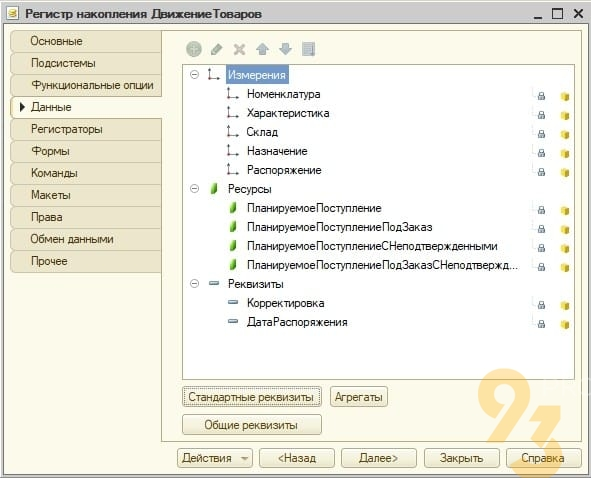 Регистр накопления ДвижениеТоваров
Основные
Подсистемы
Функциональные опции
Данные
Регистраторы
Формы
Команды
Макеты
Права
Обмен данными
Прочее
Измерения
Номенклатура
Характеристика
Склад
Назначение
Распоряжение
Ресурсы
ПланируемоеПоступление
ПланируемоеПоступлениеПодЗаказ
ПланируемоеПоступлениеСНеподтвержденными
ПланируемоеПоступлениеПодЗаказСНеподтвержд...
Реквизиты
Корректировка
ДатаРаспоряжения
Стандартные реквизиты
Агрегаты
Общие реквизиты
Действия
<Назад
Далее>
Закрыть
Справка